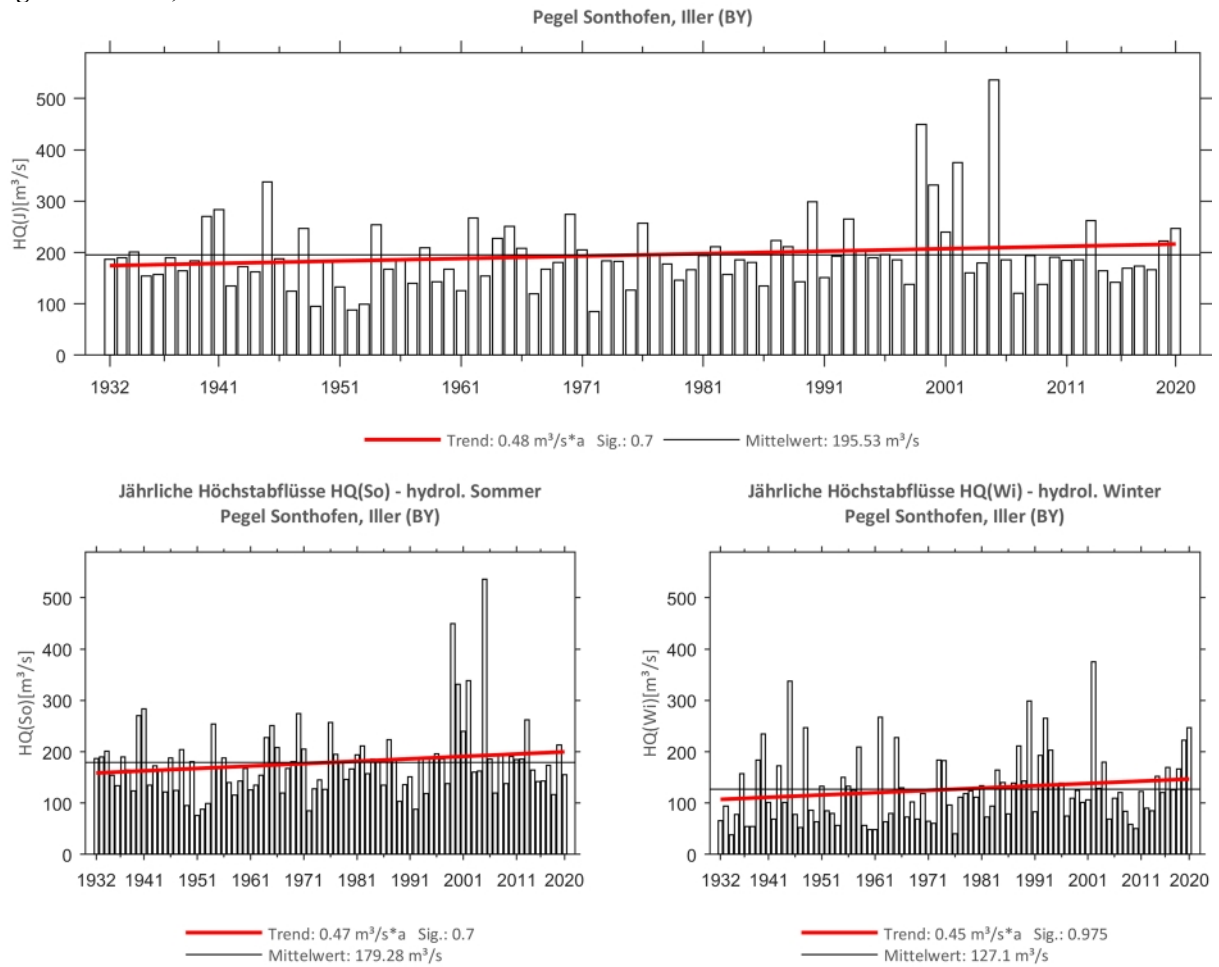 Pegel Sonthofen, Iller (BY)
HQ(J)[m³/s]
500
400
300
200
100
0
1932 1941 1951 1961 1971 1981 1991 2001 2011 2020
Trend: 0.48 m³/s*a Sig.: 0.7 Mittelwert: 195.53 m³/s
Jährliche Höchstabflüsse HQ(So) - hydrol. Sommer
Pegel Sonthofen, Iller (BY)
HQ(So)[m³/s]
500
400
300
200
100
0
1932 1941 1951 1961 1971 1981 1991 2001 2011 2020
Trend: 0.47 m³/s*a Sig.: 0.7
Mittelwert: 179.28 m³/s
Jährliche Höchstabflüsse HQ(Wi) - hydrol. Winter
Pegel Sonthofen, Iller (BY)
HQ(Wi)[m³/s]
500
400
300
200
100
0
1932 1941 1951 1961 1971 1981 1991 2001 2011 2020
Trend: 0.45 m³/s*a Sig.: 0.975
Mittelwert: 127.1 m³/s